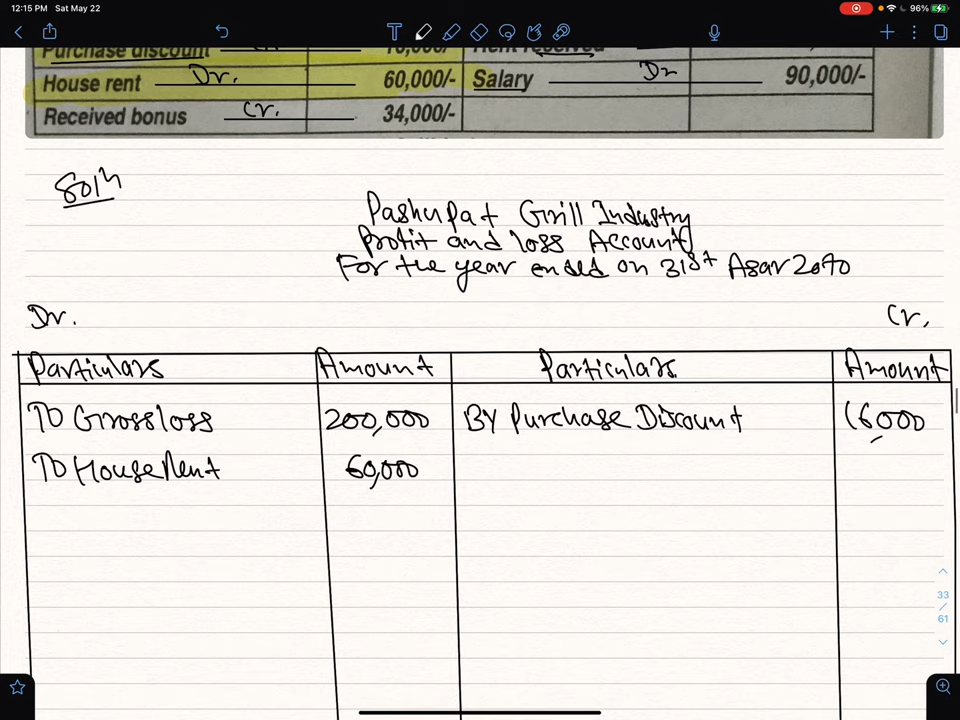 12:15 PM Sat May 22
96%
Purchase discount
House rent Dr. 60,000/- Salary Dr 90,000/-
Received bonus Cr. 34,000/-
Soln
Pashupat Grill Industry
Profit and loss Account
For the year ended on 31st Asar 2070
Dr. Cr.
Particulars Amount Particulars Amount
To Gross loss 200,000 By Purchase Discount 16,000
To House Rent 60,000
33
/
61